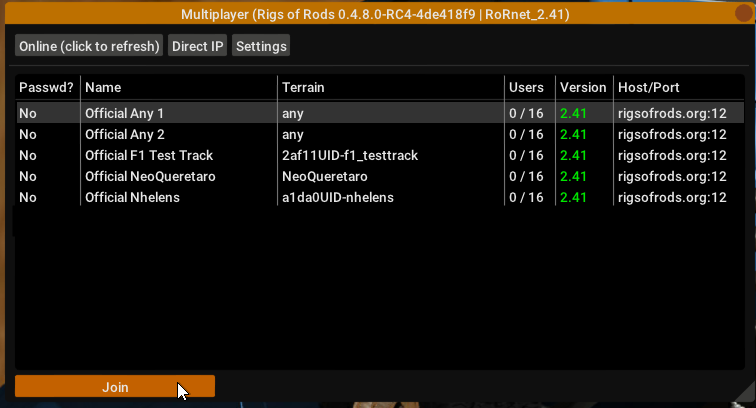 Multiplayer (Rigs of Rods 0.4.8.0-RC4-4de418f9 | RoRnet_2.41)
Online (click to refresh) Direct IP Settings
Passwd? Name Terrain Users Version Host/Port
No Official Any 1 any 0 / 16 2.41 rigsofrods.org:12
No Official Any 2 any 0 / 16 2.41 rigsofrods.org:12
No Official F1 Test Track 2af11UID-f1_testtrack 0 / 16 2.41 rigsofrods.org:12
No Official NeoQueretaro NeoQueretaro 0 / 16 2.41 rigsofrods.org:12
No Official Nhelens a1da0UID-nhelens 0 / 16 2.41 rigsofrods.org:12
Join